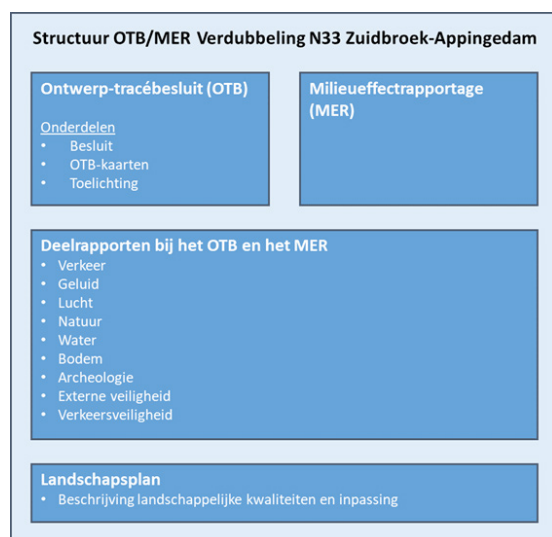 Structuur OTB/MER Verdubbeling N33 Zuidbroek-Appingedam
Ontwerp-tracébesluit (OTB)
Onderdelen
• Besluit
• OTB-kaarten
• Toelichting
Milieueffectrapportage
(MER)
Deelrapporten bij het OTB en het MER
• Verkeer
• Geluid
• Lucht
• Natuur
• Water
• Bodem
• Archeologie
• Externe veiligheid
• Verkeersveiligheid
Landschapsplan
• Beschrijving landschappelijke kwaliteiten en inpassing